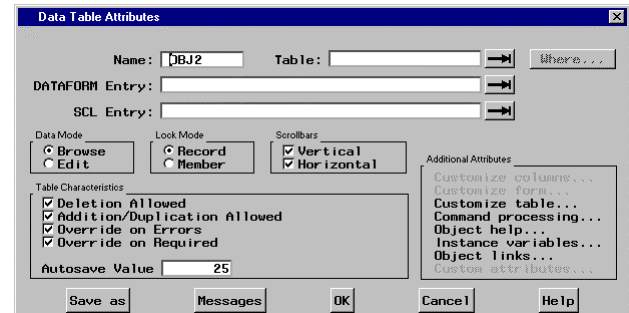 Data Table Attributes
Name: OBJ2 Table: Where...
DATAFORM Entry:
SCL Entry:
Data Mode Lock Mode Scrollbars
Browse Record Vertical
Edit Member Horizontal
Additional Attributes
Customize columns...
Customize form...
Customize table...
Command processing...
Object help...
Instance variables...
Object links...
Custom attributes...
Table Characteristics
Deletion Allowed
Addition/Duplication Allowed
Override on Errors
Override on Required
Autosave Value 25
Save as Messages OK Cancel Help